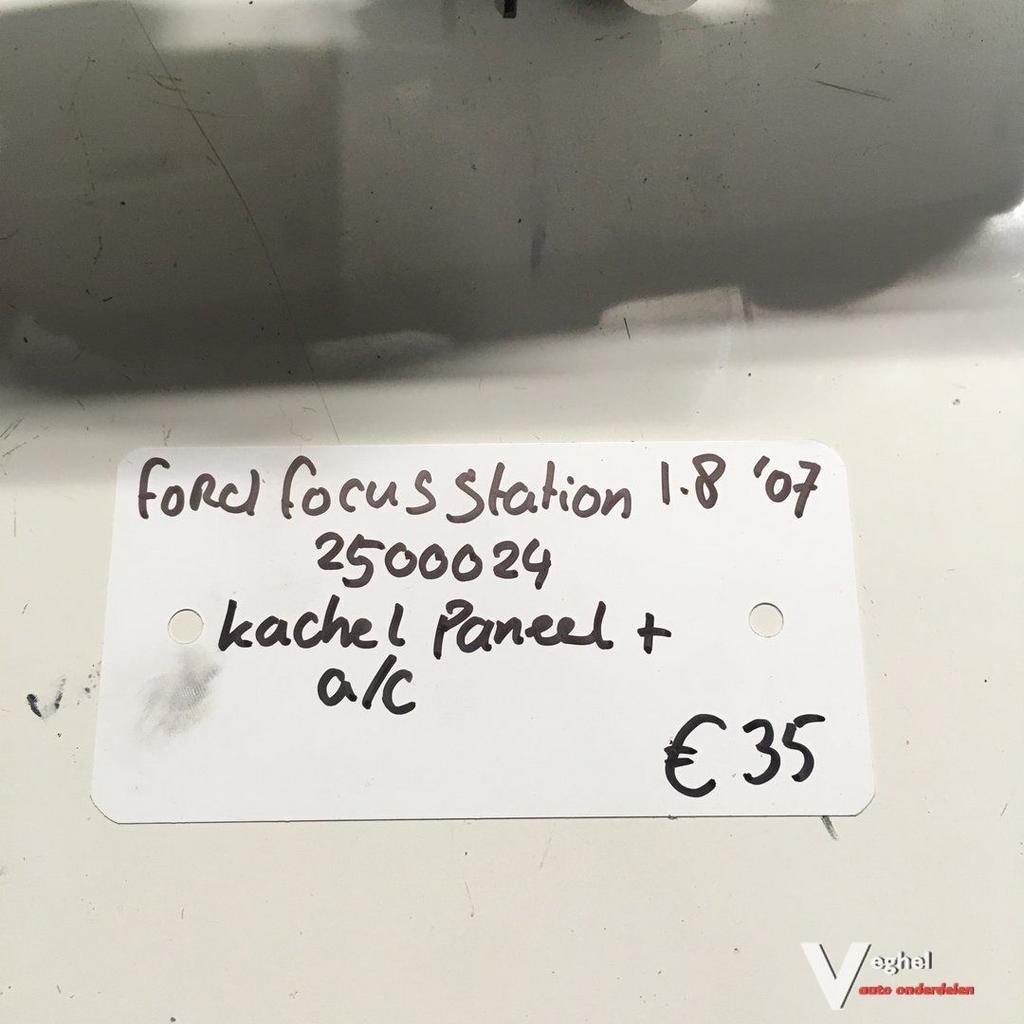 Ford focus station 1.8 '07
2500024
kachel Paneel +
a/c
€ 35
Veghel
auto onderdelen